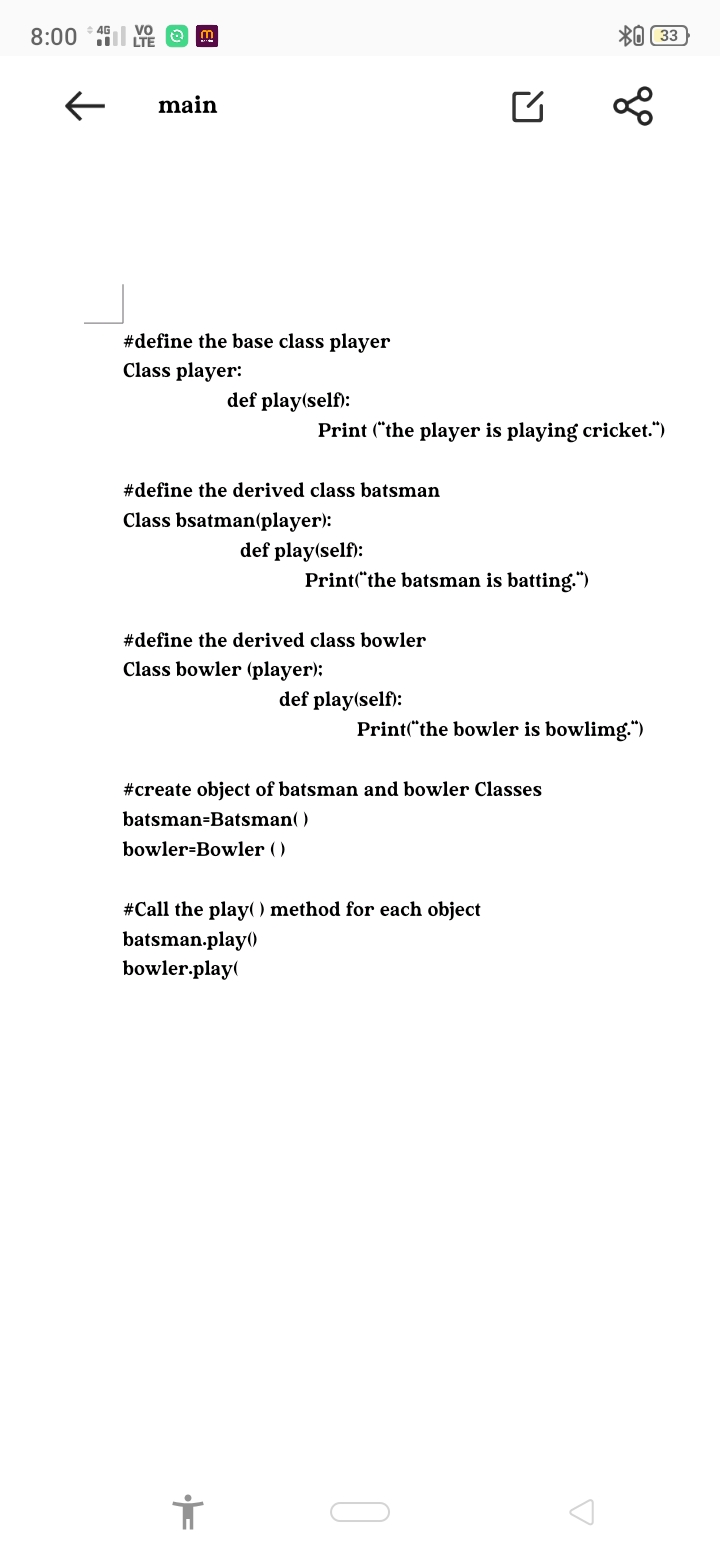 8:00 4G VO LTE 33
main
#define the base class player
Class player:
def play(self):
Print (“the player is playing cricket.“)
#define the derived class batsman
Class bsatman(player):
def play(self):
Print(“the batsman is batting.“)
#define the derived class bowler
Class bowler (player):
def play(self):
Print(“the bowler is bowlimg.“)
#create object of batsman and bowler Classes
batsman=Batsman( )
bowler=Bowler ( )
#Call the play( ) method for each object
batsman.play()
bowler.play(